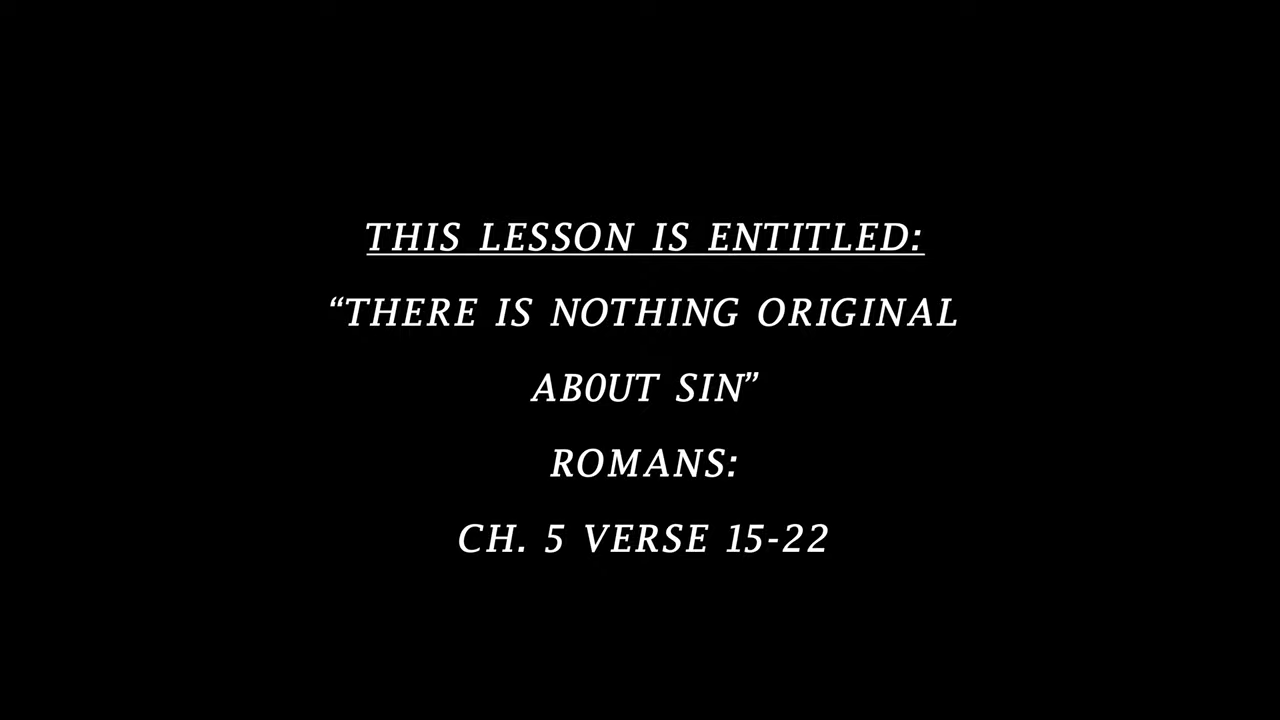 THIS LESSON IS ENTITLED:
“THERE IS NOTHING ORIGINAL
AB0UT SIN”
ROMANS:
CH. 5 VERSE 15-22